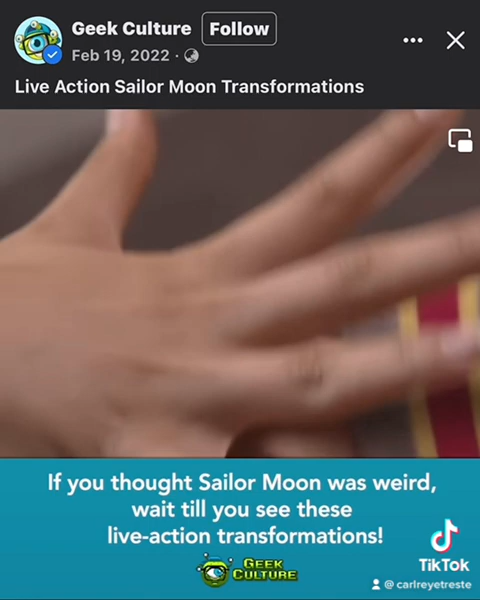 Geek Culture Follow
Feb 19, 2022 ·
Live Action Sailor Moon Transformations
If you thought Sailor Moon was weird,
wait till you see these
live-action transformations!
GEEK
CULTURE
TikTok
@ carlreyetreste